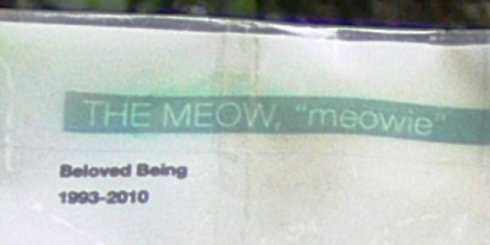 THE MEOW, “meowie”
Beloved Being
1993-2010